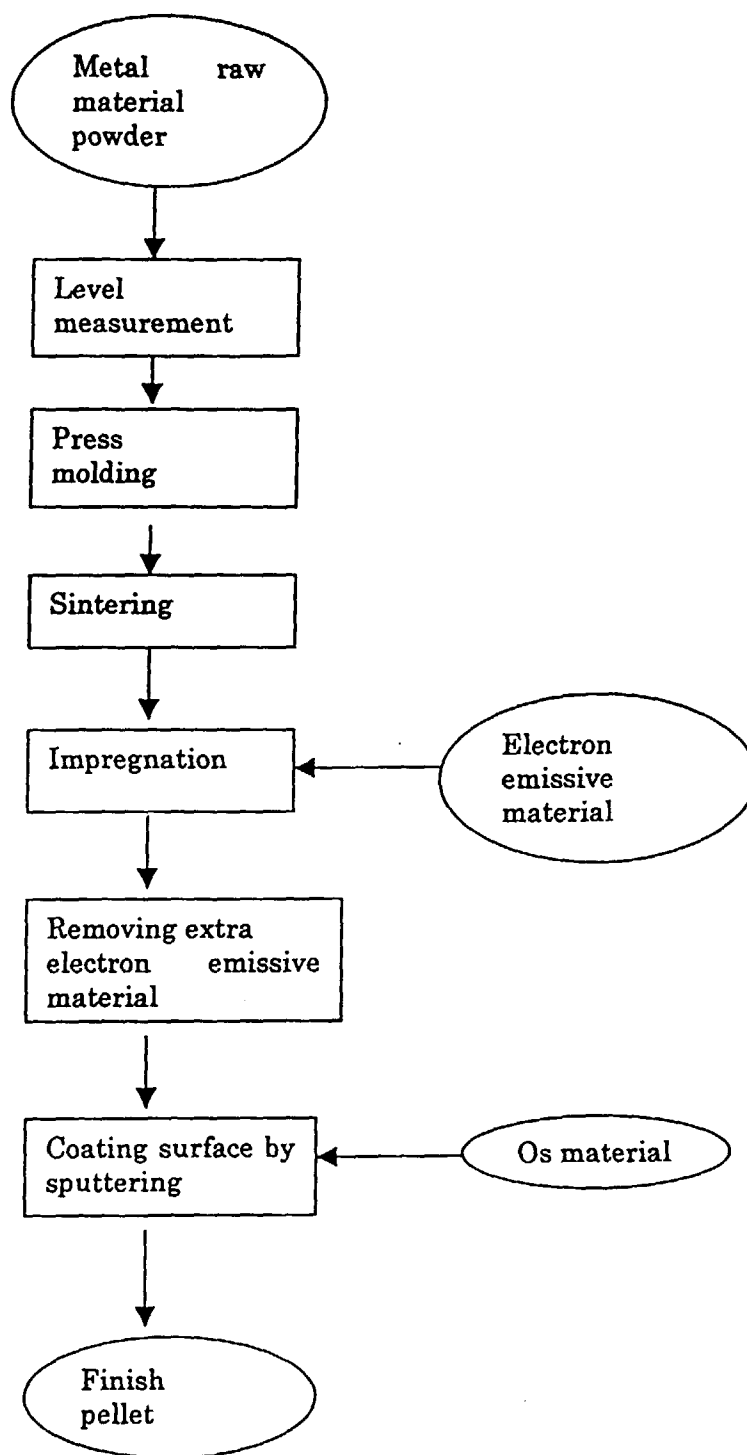 Metal raw
material
powder
Level
measurement
Press
molding
Sintering
Impregnation
Electron
emissive
material
Removing extra
electron emissive
material
Coating surface by
sputtering
Os material
Finish
pellet